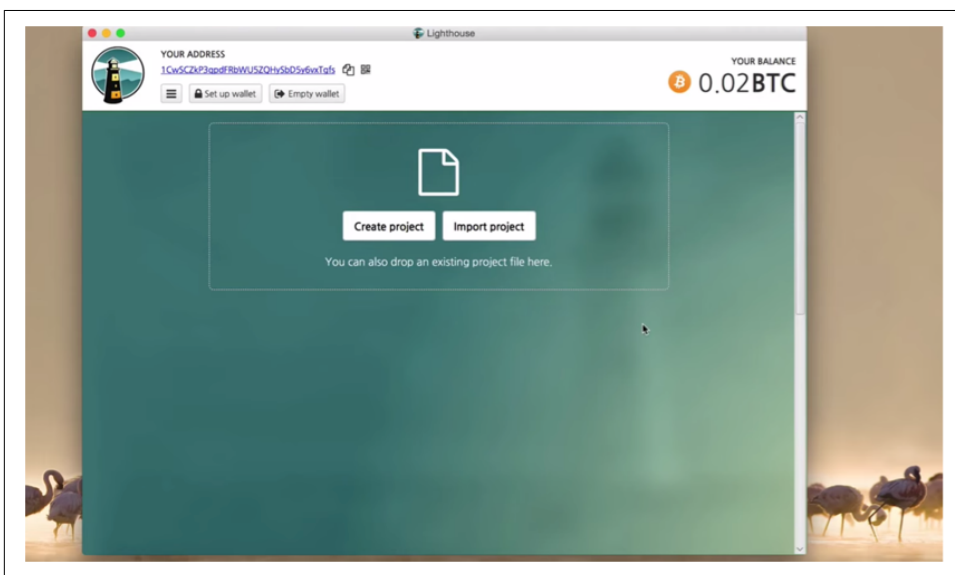 Lighthouse
YOUR ADDRESS
Set up wallet
Empty wallet
YOUR BALANCE
0.02BTC
Create project
Import project
You can also drop an existing project file here.